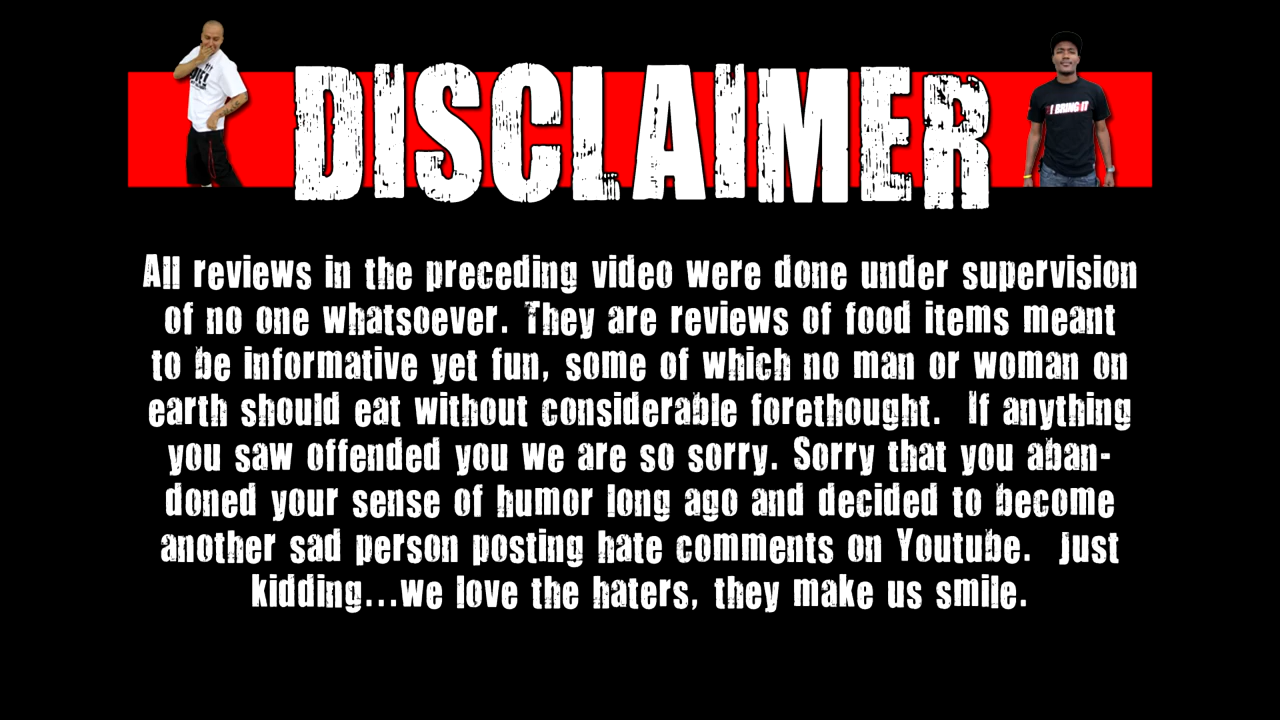 DISCLAIMER
I BRING IT
All reviews in the preceding video were done under supervision
of no one whatsoever. They are reviews of food items meant
to be informative yet fun, some of which no man or woman on
earth should eat without considerable forethought. If anything
you saw offended you we are so sorry. Sorry that you aban-
doned your sense of humor long ago and decided to become
another sad person posting hate comments on Youtube. Just
kidding...we love the haters, they make us smile.